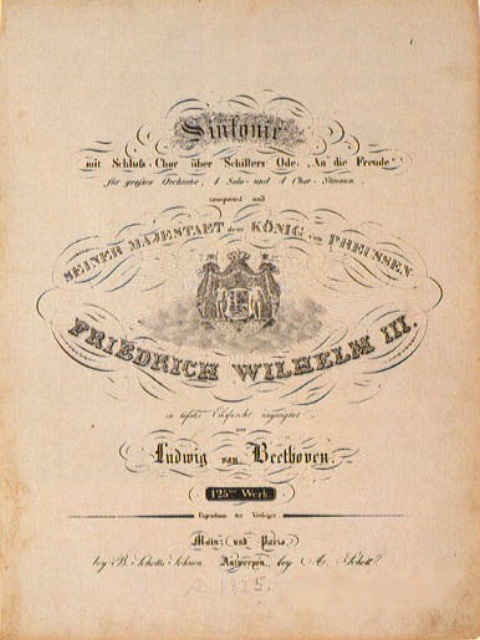 Sinfonie
mit Schluss-Chor über Schillers Ode: "An die Freude"
für grosses Orchester, 4 Solo- und 4 Chor-Stimmen,
componirt und
SEINER MAJESTAET dem KÖNIG von PREUSSEN
FRIEDRICH WILHELM III.
in tiefster Ehrfurcht zugeeignet
von
Ludwig van Beethoven.
125tes Werk.
Eigenthum der Verleger.
Mainz und Paris,
bey B. Schotts Söhnen. Antwerpen, bey A. Schott.